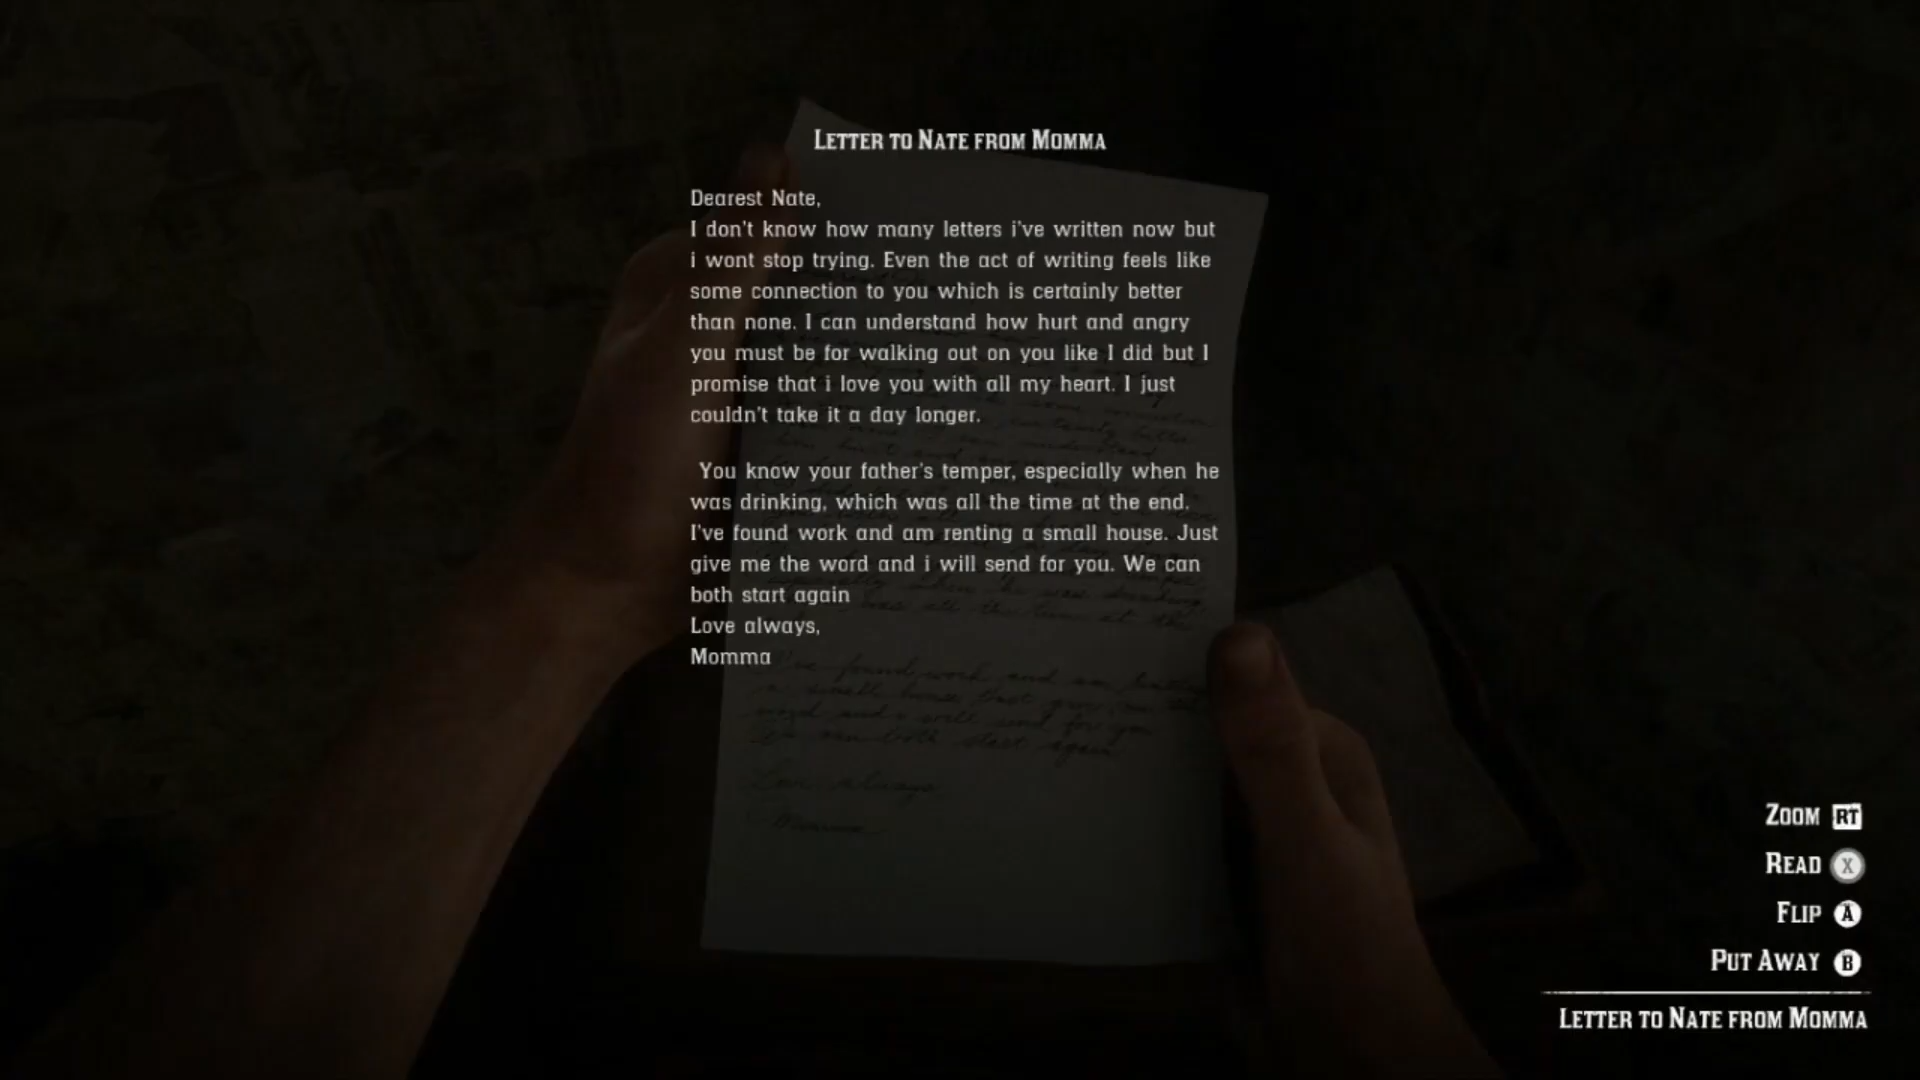 Letter to Nate from Momma
Dearest Nate,
I don't know how many letters i've written now but
i wont stop trying. Even the act of writing feels like
some connection to you which is certainly better
than none. I can understand how hurt and angry
you must be for walking out on you like I did but I
promise that i love you with all my heart. I just
couldn't take it a day longer.
You know your father's temper, especially when he
was drinking, which was all the time at the end.
I've found work and am renting a small house. Just
give me the word and i will send for you. We can
both start again
Love always,
Momma
Zoom RT
Read X
Flip A
Put Away B
Letter to Nate from Momma